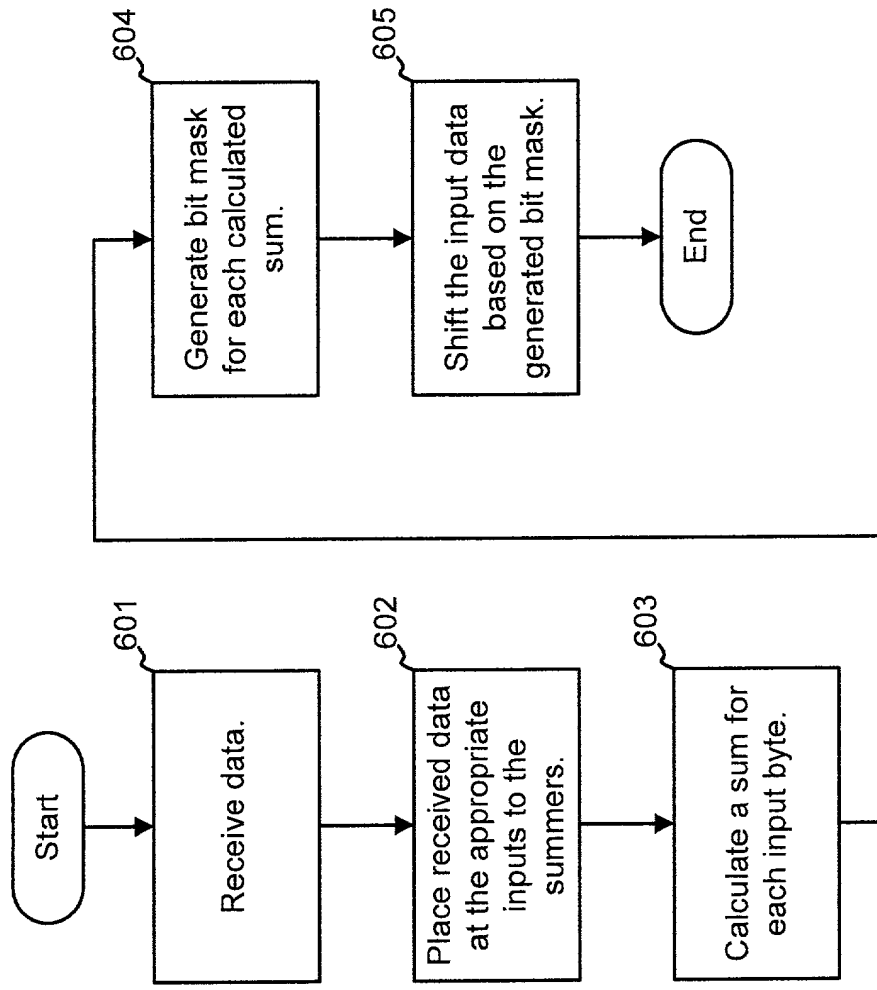 Start
601
Receive data.
602
Place received data
at the appropriate
inputs to the
summers.
603
Calculate a sum for
each input byte.
604
Generate bit mask
for each calculated
sum.
605
Shift the input data
based on the
generated bit mask.
End